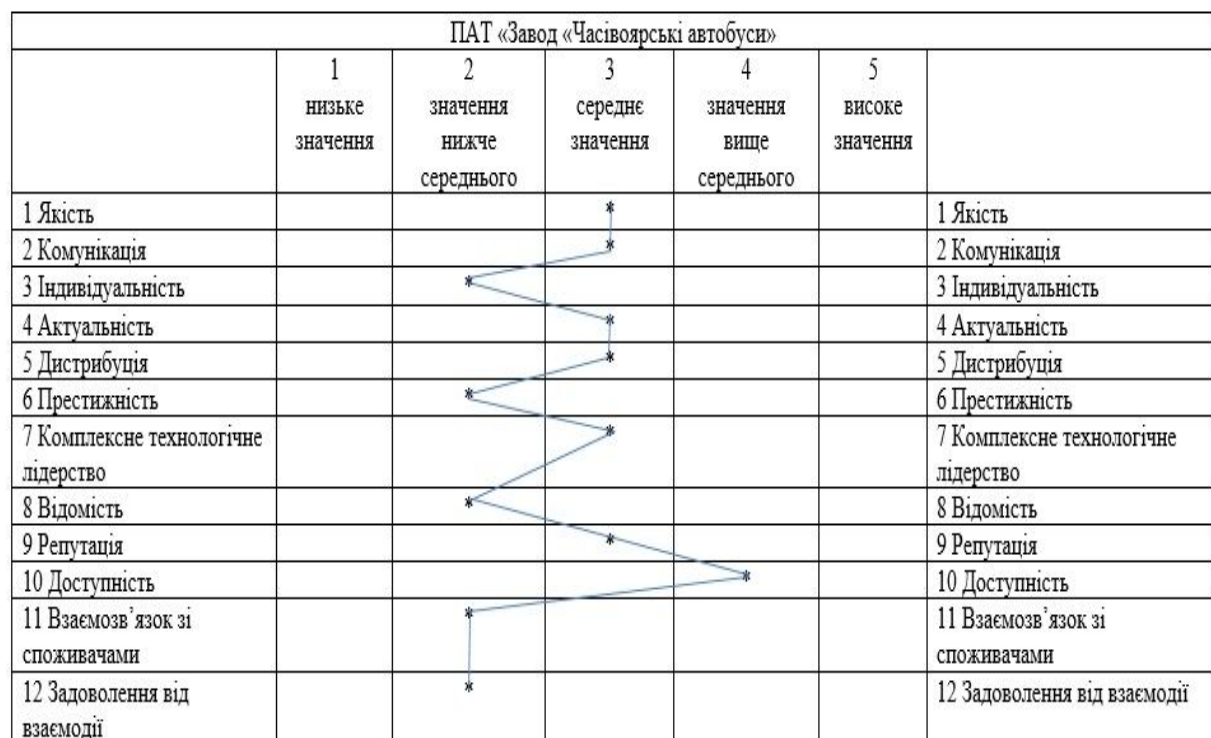 ПАТ «Завод «Часівоярські автобуси»
1 2 3 4 5
низьке значення середнє значення високе
значення нижче значення вище значення
середнього середнього
1 Якість * 1 Якість
2 Комунікація * 2 Комунікація
3 Індивідуальність * 3 Індивідуальність
4 Актуальність * 4 Актуальність
5 Дистрибуція * 5 Дистрибуція
6 Престижність * 6 Престижність
7 Комплексне технологічне * 7 Комплексне технологічне
лідерство лідерство
8 Відомість * 8 Відомість
9 Репутація * 9 Репутація
10 Доступність * 10 Доступність
11 Взаємозв’язок зі * 11 Взаємозв’язок зі
споживачами споживачами
12 Задоволення від * 12 Задоволення від взаємодії
взаємодії